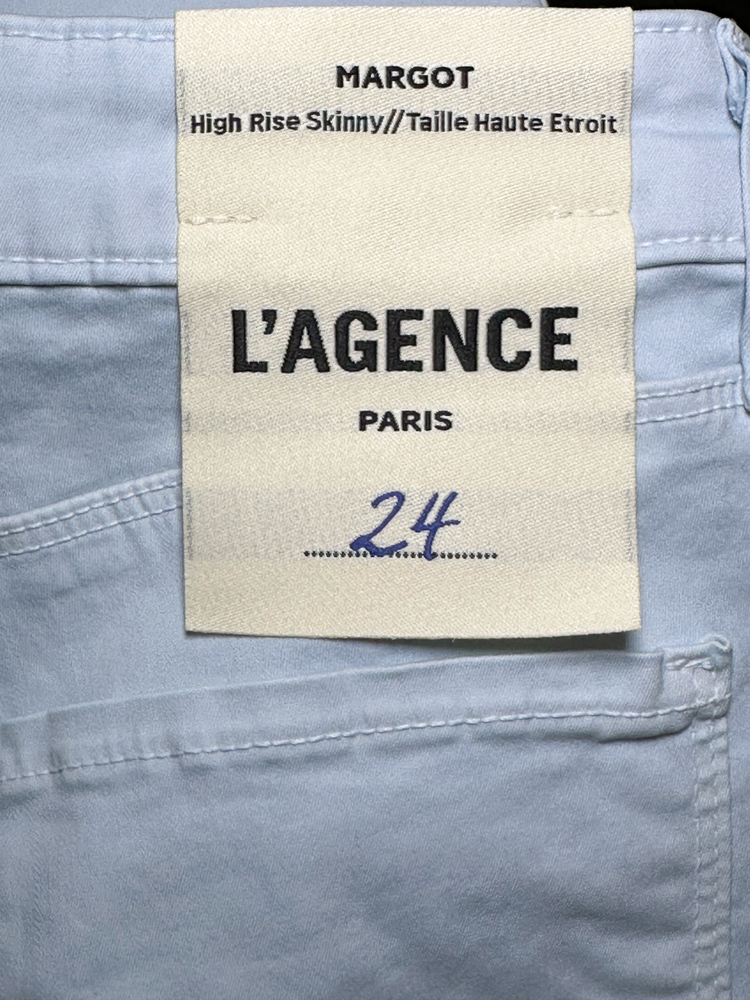 MARGOT
High Rise Skinny//Taille Haute Etroit
L'AGENCE
PARIS
24